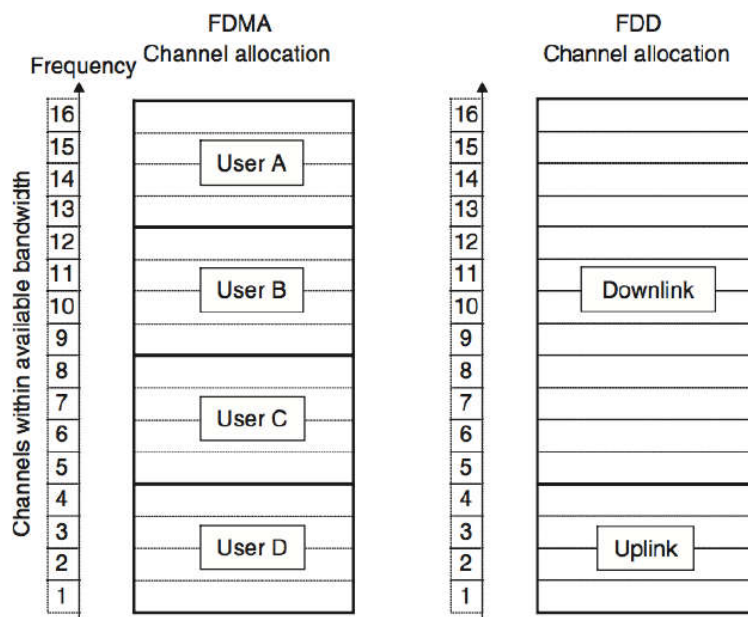 FDMA
Channel allocation
FDD
Channel allocation
Frequency
Channels within available bandwidth
16
15
14
13
12
11
10
9
8
7
6
5
4
3
2
1
User A
User B
User C
User D
16
15
14
13
12
11
10
9
8
7
6
5
4
3
2
1
Downlink
Uplink